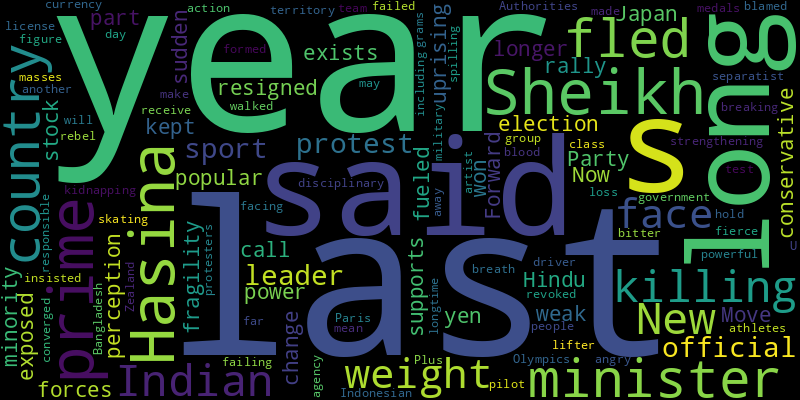 currency
action
territory
team
failed
Authorities
made
Japan
medals
blamed
license
part
figure
day
sudden
year
formed
exists
including
grams
uprising
spilling
longer
fled
rally
separatist
long
masses
another
stock
make
resigned
receive
walked
may
Sheikh
breaking
country
will
rebel
kept
protest
military
election
s
conservative
strengthening
sport
said
group
class
Party
Now
blood
popular
disciplinary
fueled
away
artist
won
Forward
loss
test
kidnapping
Hasina
prime
responsible
skating
facing
last
government
face
hold
fierce
bitter
powerful
U
minority
insisted
exposed
converged
Bangladesh
perception
Zealand
fragility
protesters
call
leader
power
supports
longtime
breath
driver
Hindu
revoked
killing
far
Paris
mean
change
yen
weak
people
New
Move
athletes
failing
agency
angry
lifter
official
forces
Indian
weight
Plus
pilot
Olympics
Indonesian
minister